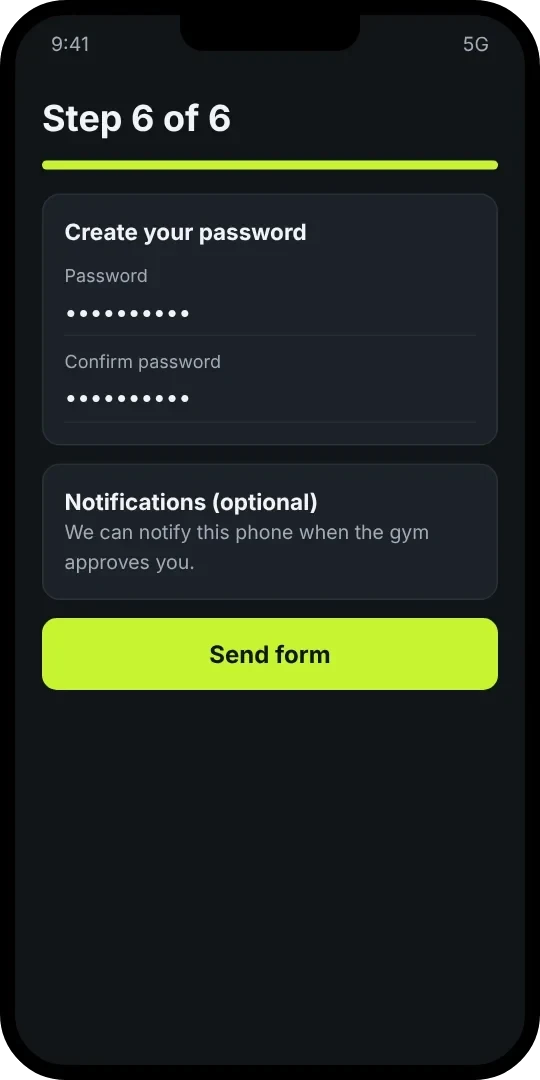 9:41
5G
Step 6 of 6
Create your password
Password
••••••••••
Confirm password
••••••••••
Notifications (optional)
We can notify this phone when the gym
approves you.
Send form